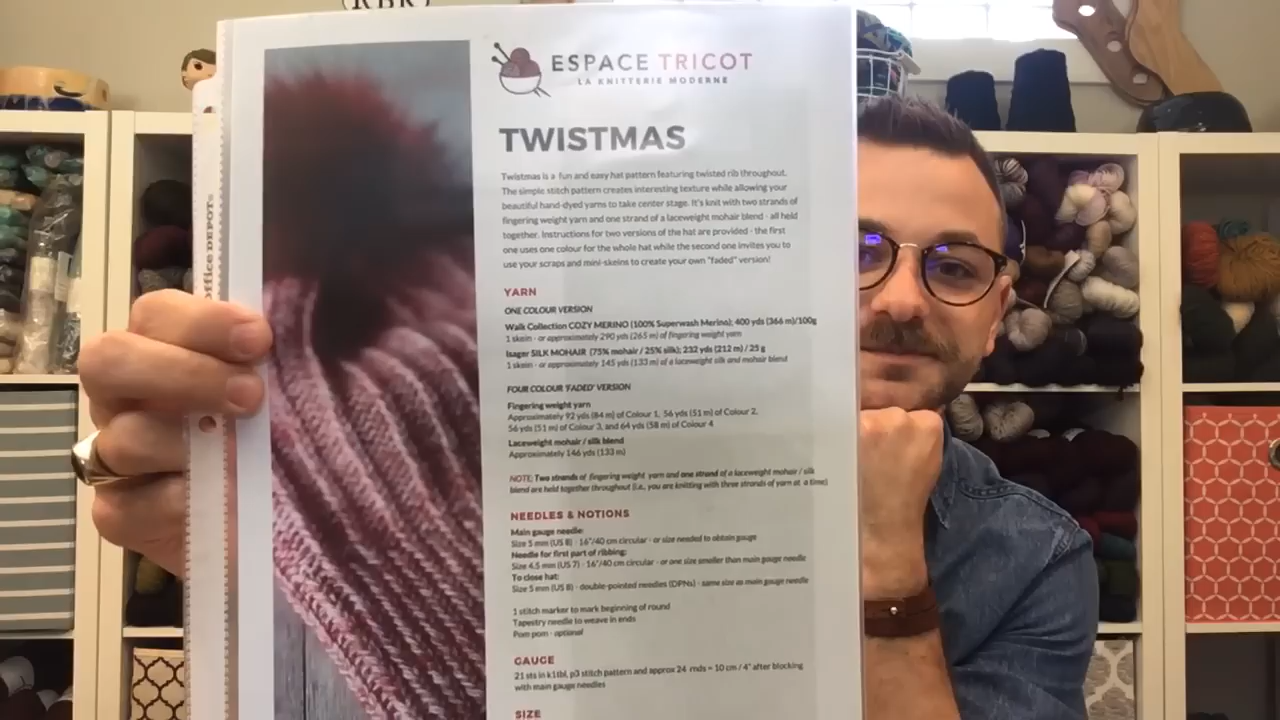 RBR
ESPACE TRICOT
LA KNITTERIE MODERNE
TWISTMAS
Twistmas is a fun and easy hat pattern featuring twisted rib throughout.
The simple stitch pattern creates interesting texture while allowing your
beautiful hand-dyed yarns to take center stage. It's knit with two strands of
fingering weight yarn and one strand of a laceweight mohair blend - all held
together. Instructions for two versions of the hat are provided - the first
one uses one colour for the whole hat while the second one invites you to
use your scraps and mini-skeins to create your own "faded" version!
YARN
ONE COLOUR VERSION
Walk Collection COZY MERINO (100% Superwash Merino); 400 yds (366 m)/100g
1 skein - or approximately 290 yds (265 m) of fingering weight yarn
Isager SILK MOHAIR (75% mohair / 25% silk); 232 yds (212 m) / 25 g
1 skein - or approximately 145 yds (133 m) of a laceweight silk and mohair blend
FOUR COLOUR 'FADED' VERSION
Fingering weight yarn
Approximately 92 yds (84 m) of Colour 1, 56 yds (51 m) of Colour 2,
56 yds (51 m) of Colour 3, and 64 yds (58 m) of Colour 4
Laceweight mohair / silk blend
Approximately 146 yds (133 m)
NOTE: Two strands of fingering weight yarn and one strand of a laceweight mohair / silk
blend are held together throughout (i.e., you are knitting with three strands of yarn at a time)
NEEDLES & NOTIONS
Main gauge needle:
Size 5 mm (US 8) - 16"/40 cm circular - or size needed to obtain gauge
Needle for first part of ribbing:
Size 4.5 mm (US 7) - 16"/40 cm circular - or one size smaller than main gauge needle
To close hat:
Size 5 mm (US 8) - double-pointed needles (DPNs) - same size as main gauge needle
1 stitch marker to mark beginning of round
Tapestry needle to weave in ends
Pom pom - optional
GAUGE
21 sts in k1tbl, p3 stitch pattern and approx 24 rnds = 10 cm / 4" after blocking
with main gauge needles
SIZE
Office DEPOT